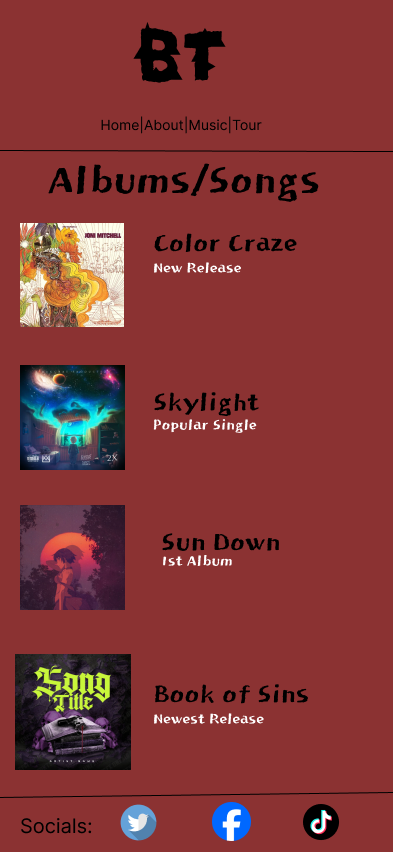 BT
Home|About|Music|Tour
Albums/Songs
JONI MITCHELL
Color Craze
New Release
Skylight
Popular Single
2X
Sun Down
1st Album
Song
Title
ARTIST NAME
Book of Sins
Newest Release
Socials: